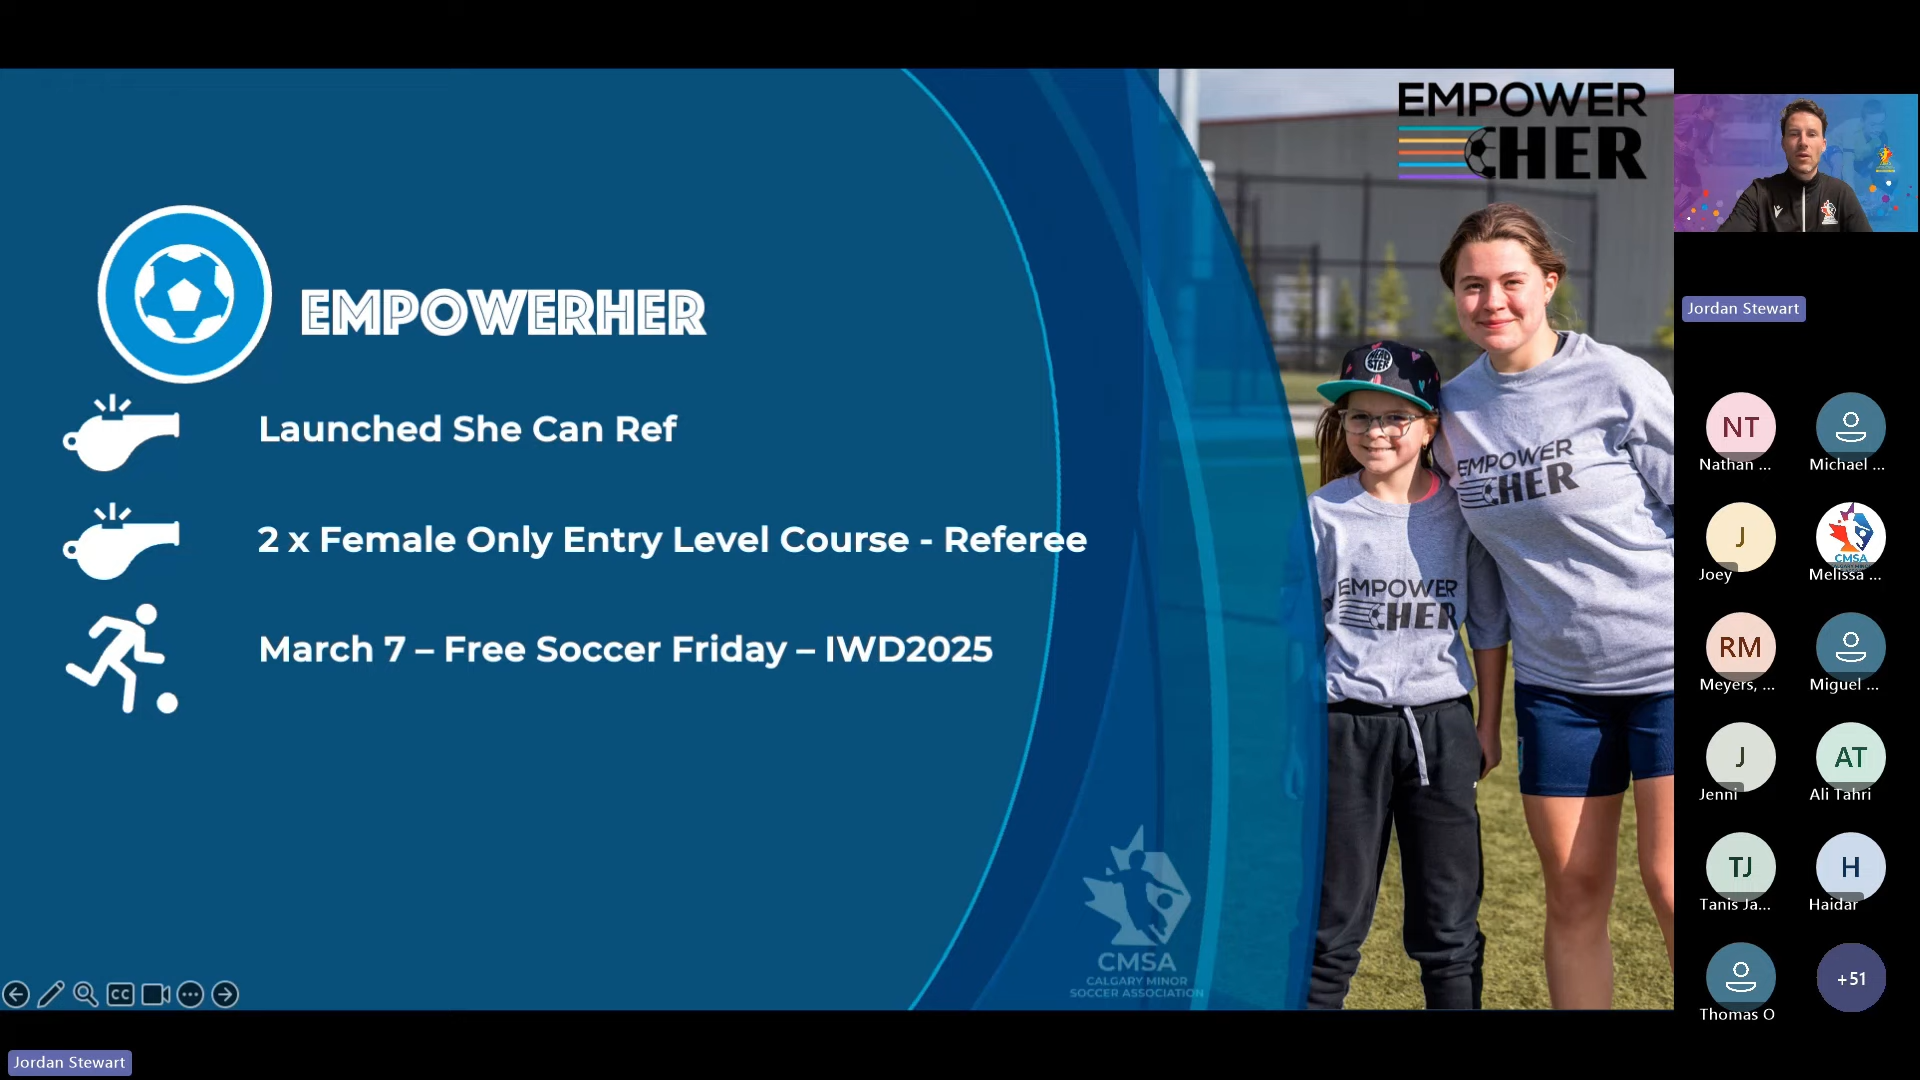 EMPOWER
HER
EMPOWERHER
Launched She Can Ref
2 x Female Only Entry Level Course - Referee
March 7 – Free Soccer Friday – IWD2025
EMPOWER
HER
EMPOWER
HER
CMSA
CALGARY MINOR
SOCCER ASSOCIATION
CC
Jordan Stewart
Jordan Stewart
NT
Nathan ...
Michael ...
J
Joey
CMSA
Melissa ...
RM
Meyers, ...
Miguel ...
J
Jenni
AT
Ali Tahri
TJ
Tanis Ja...
H
Haidar
Thomas O
+51